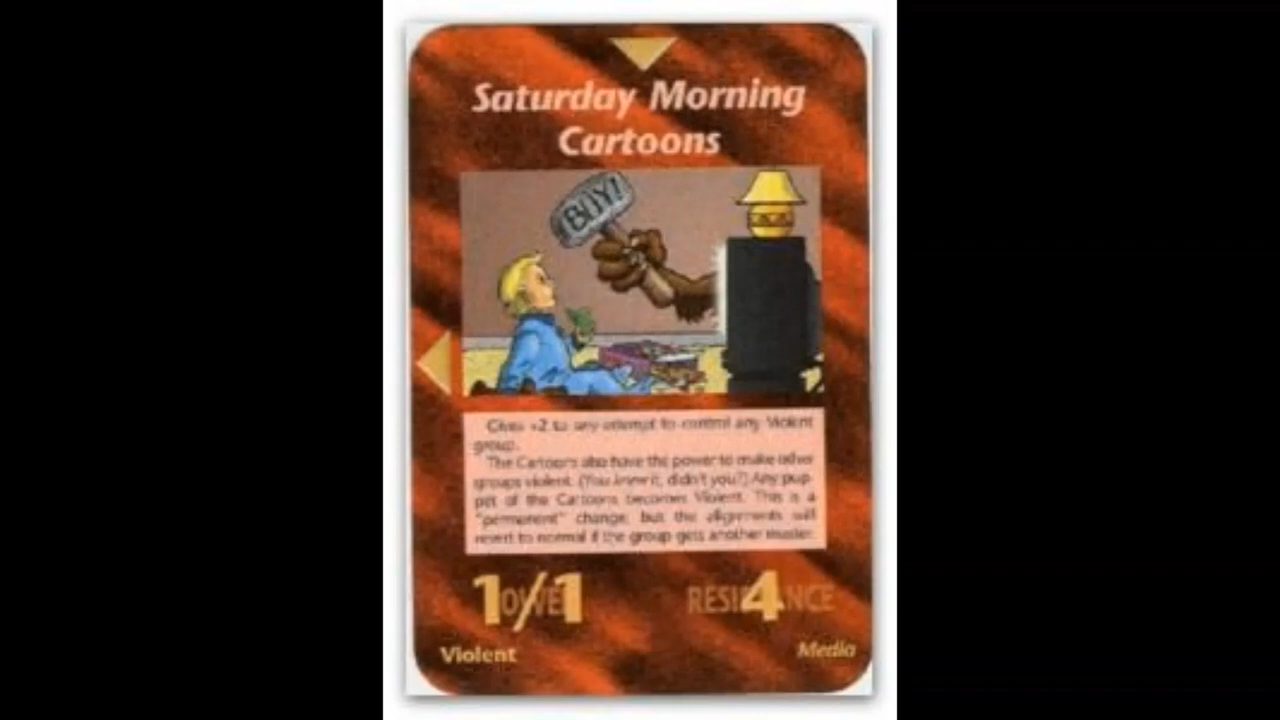 Saturday Morning
Cartoons
BUY!
Gives +2 to any attempt to control any Violent
group.
The Cartoons also have the power to make other
groups violent. (You knew it, didn't you?) Any pup-
pet of the Cartoons becomes Violent. This is a
"permanent" change, but the alignments will
revert to normal if the group gets another master.
1/1 POWER
RESISTANCE 4
Violent
Media